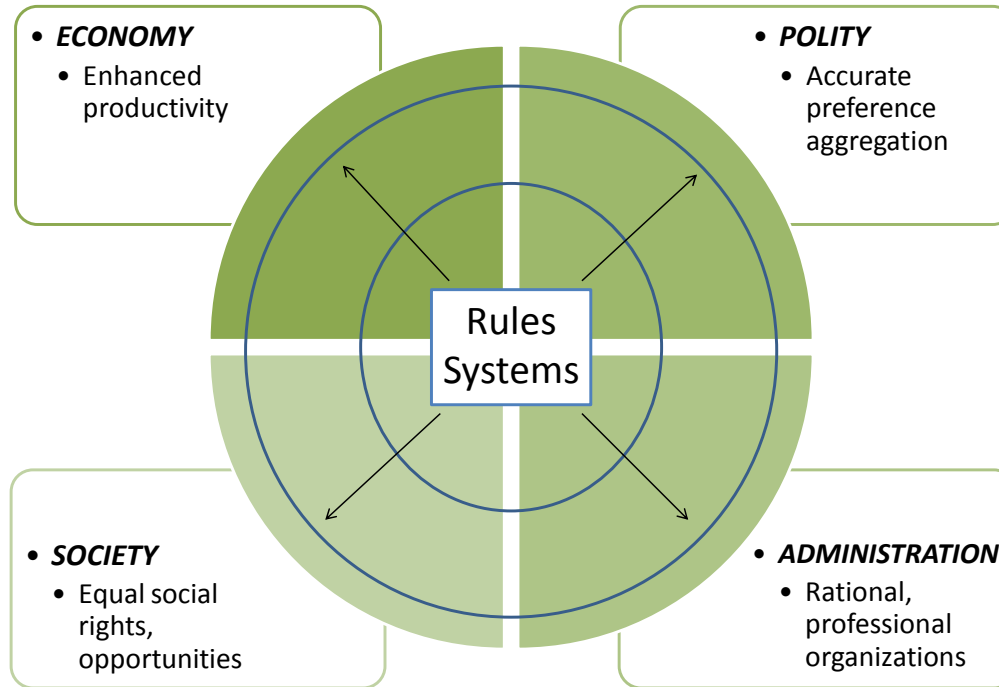 • ECONOMY
• Enhanced
productivity
• POLITY
• Accurate
preference
aggregation
Rules
Systems
• SOCIETY
• Equal social
rights,
opportunities
• ADMINISTRATION
• Rational,
professional
organizations